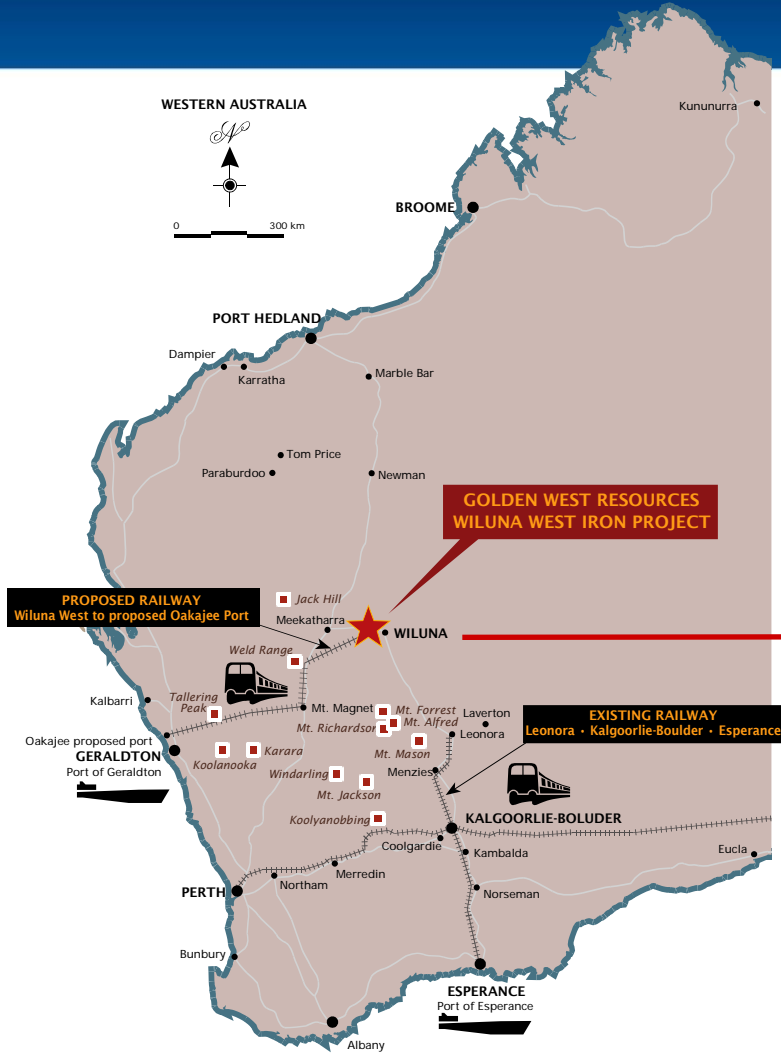 WESTERN AUSTRALIA
N
0 300 km
Kununurra
BROOME
PORT HEDLAND
Dampier
Karratha
Marble Bar
Tom Price
Paraburdoo
Newman
GOLDEN WEST RESOURCES
WILUNA WEST IRON PROJECT
PROPOSED RAILWAY
Wiluna West to proposed Oakajee Port
Jack Hill
Meekatharra
WILUNA
Weld Range
Kalbarri
Tallering
Peak
Mt. Magnet
Mt. Forrest
Mt. Alfred
Mt. Richardson
Laverton
Leonora
EXISTING RAILWAY
Leonora • Kalgoorlie-Boulder • Esperance
Oakajee proposed port
GERALDTON
Port of Geraldton
Koolanooka
Karara
Mt. Mason
Windarling
Menzies
Mt. Jackson
Koolyanobbing
KALGOORLIE-BOLUDER
Coolgardie
Kambalda
Eucla
Merredin
Northam
PERTH
Norseman
Bunbury
ESPERANCE
Port of Esperance
Albany